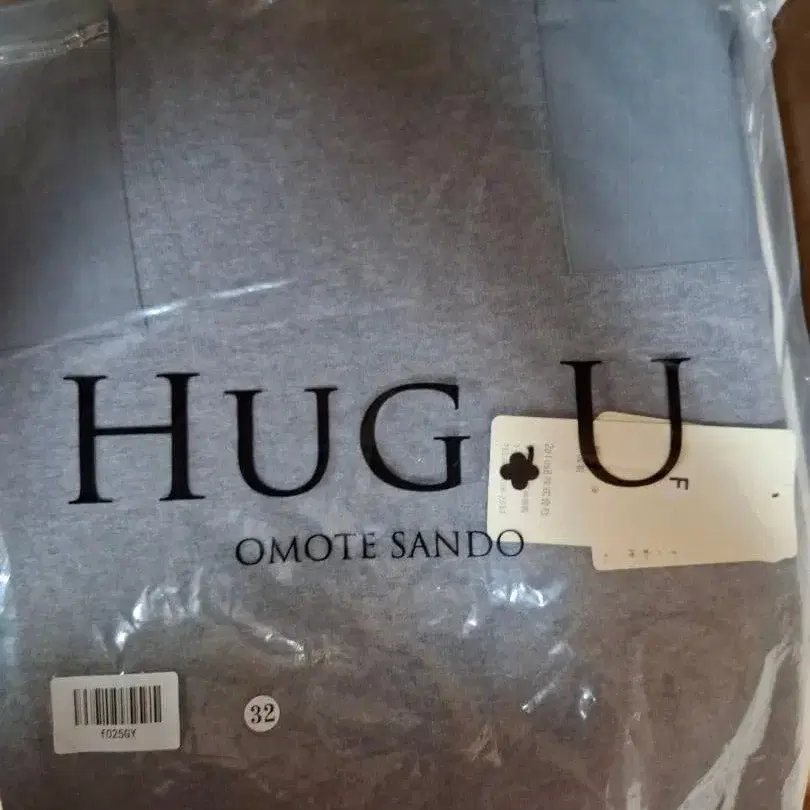 HUG U
OMOTE SANDO
F
f025GY
32